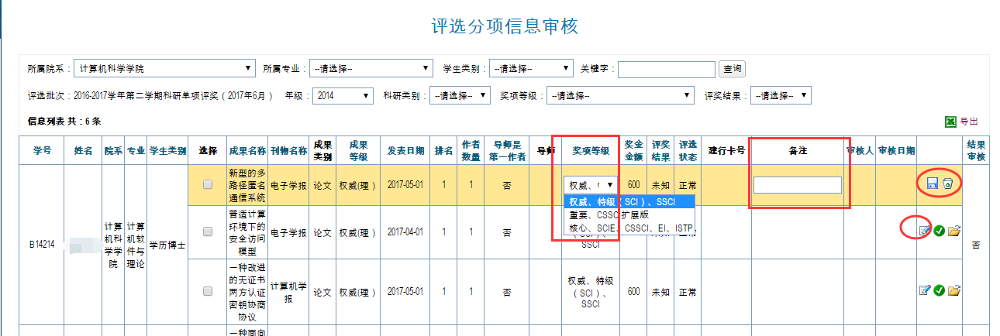 评选分项信息审核
所属院系：计算机科学学院 所属专业：--请选择-- 学生类别：--请选择-- 关键字： 查询
评选批次：2016-2017学年第二学期科研单项评奖（2017年6月） 年级：2014 科研类别：--请选择-- 奖项等级：--请选择-- 评奖结果：--请选择--
信息列表 共：6 条 导出
学号 姓名 院系 专业 学生类别 选择 成果名称 刊物名称 成果类别 成果等级 发表日期 排名 作者数量 导师是第一作者 导师 奖项等级 奖金金额 评奖结果 评选状态 建行卡号 备注 审核人 审核日期 结果审核
B14214 计算机科学学院 计算机软件与理论 学历博士 否
新型的多路径匿名通信系统 电子学报 论文 权威(理) 2017-05-01 1 1 否 权威、 600 未知 正常
权威、特级（SCI）、SSCI
重要、CSSCI扩展版
核心、SCIE、CSSCI、EI、ISTP、
普适计算环境下的安全访问模型 电子学报 论文 权威(理) 2017-04-01 1 1 否 SSCI
一种改进的无证书两方认证密钥协商协议 计算机学报 论文 权威(理) 2017-05-01 1 1 否 权威、特级（SCI）、SSCI 600 未知 正常
一种面向